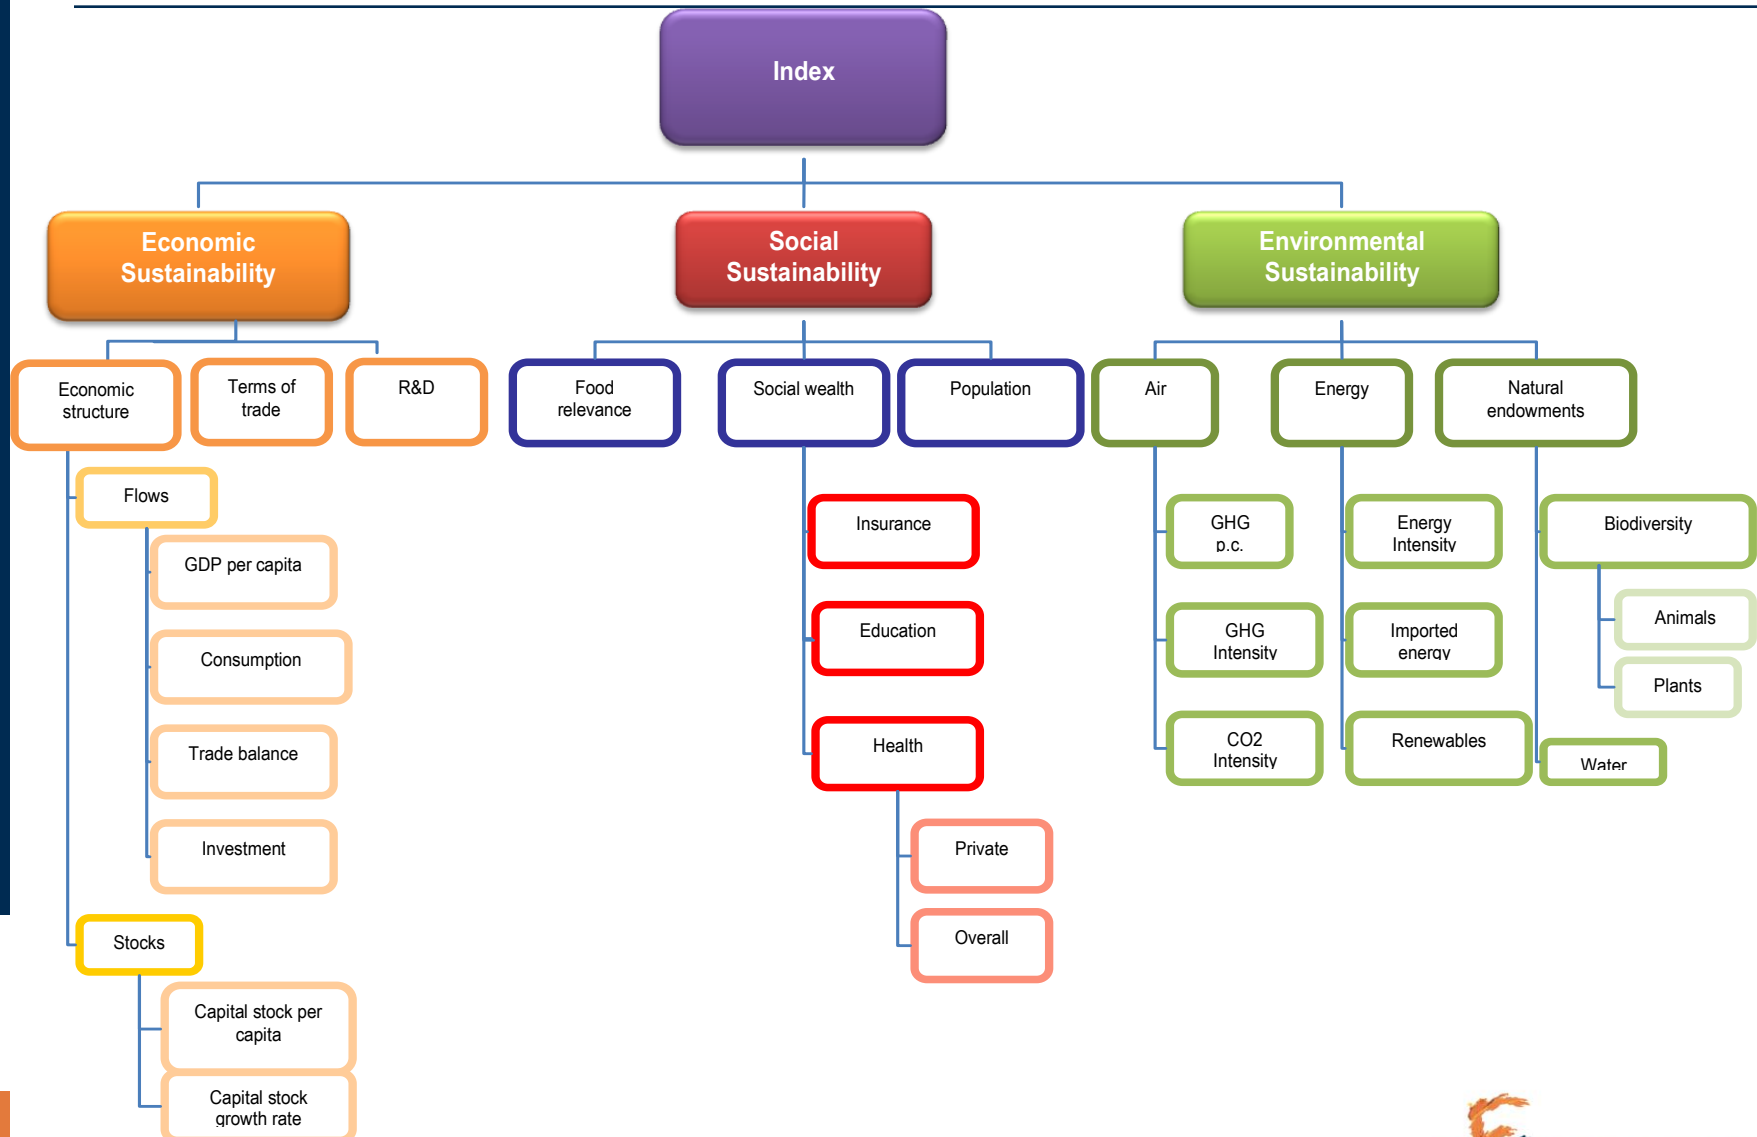 Index
Economic
Sustainability
Social
Sustainability
Environmental
Sustainability
Economic
structure
Terms of
trade
R&D
Food
relevance
Social wealth
Population
Air
Energy
Natural
endowments
Flows
GDP per capita
Consumption
Trade balance
Investment
Stocks
Capital stock per
capita
Capital stock
growth rate
Insurance
Education
Health
Private
Overall
GHG
p.c.
GHG
Intensity
CO2
Intensity
Energy
Intensity
Imported
energy
Renewables
Biodiversity
Animals
Plants
Water